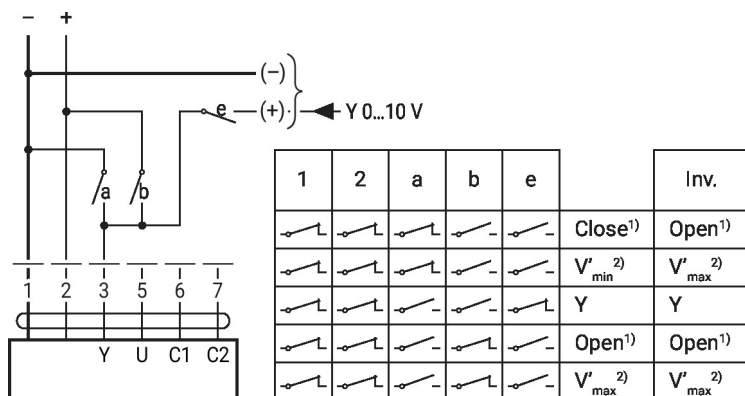 − +
(−)
e (+) Y 0...10 V
a b
1 2 3 5 6 7
Y U C1 C2
1 2 a b e Inv.
Close¹⁾ Open¹⁾
V'min²⁾ V'max²⁾
Y Y
Open¹⁾ Open¹⁾
V'max²⁾ V'max²⁾